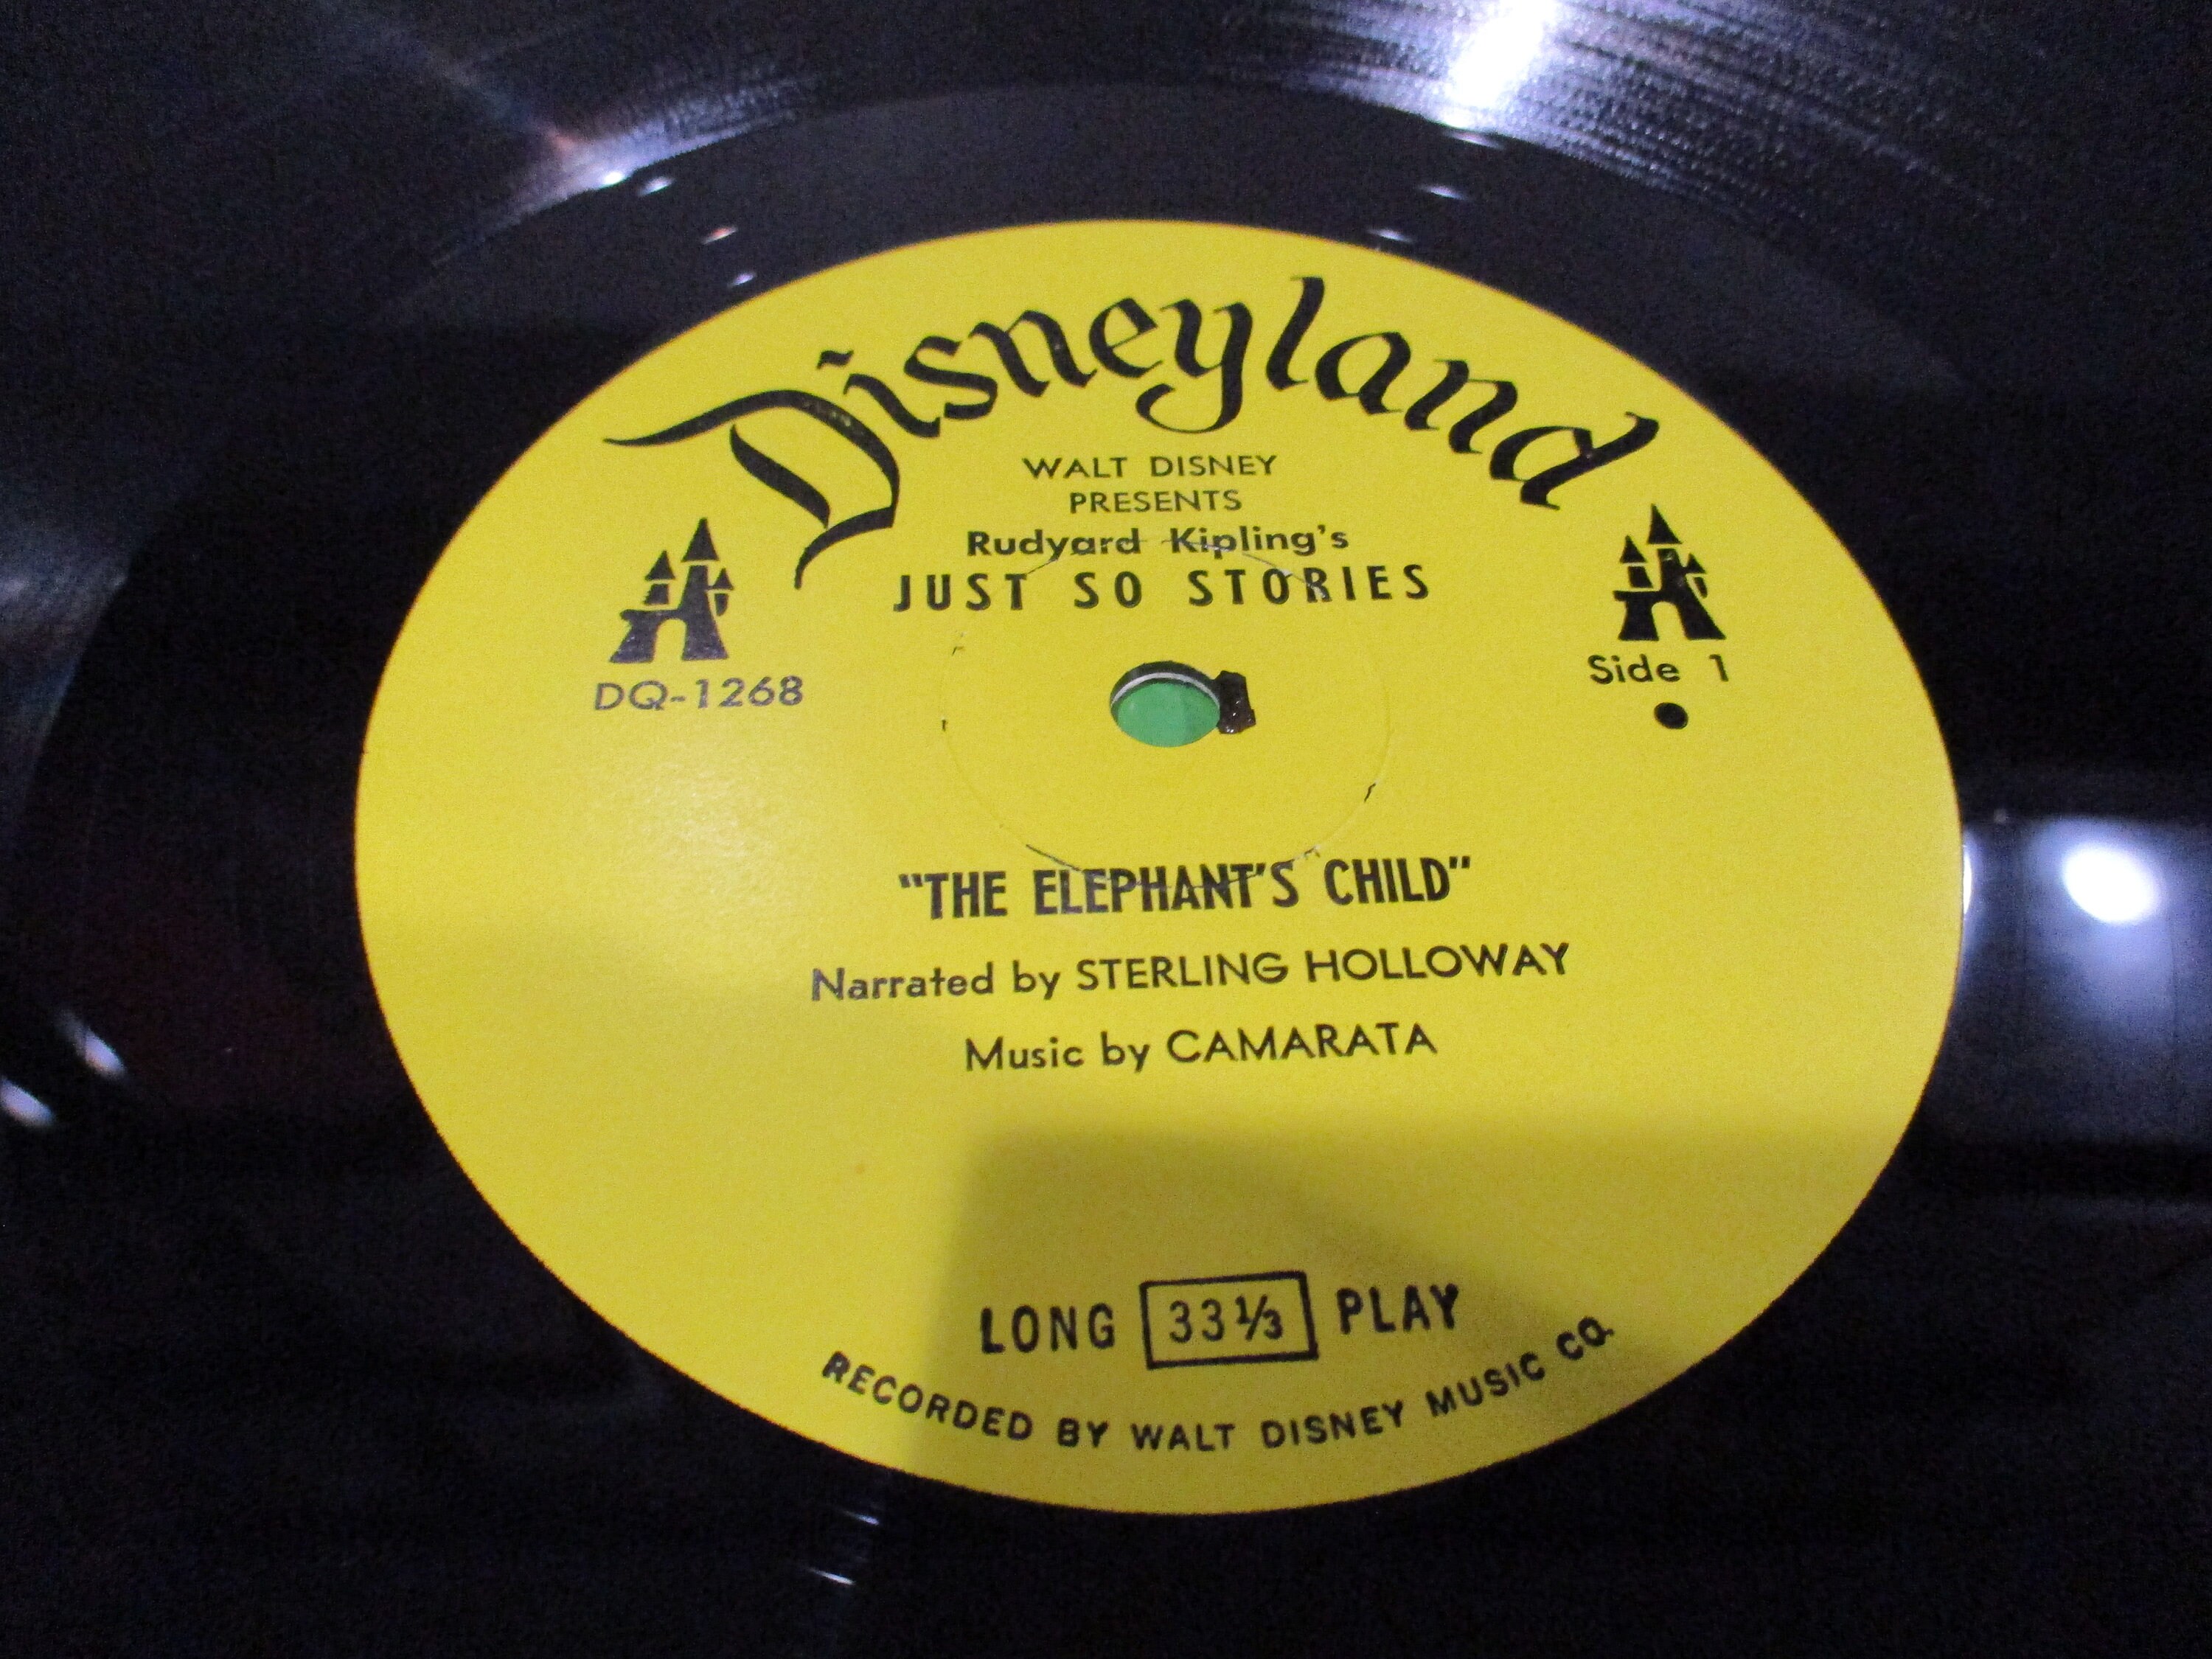 Disneyland
WALT DISNEY
PRESENTS
Rudyard Kipling's
JUST SO STORIES
DQ-1268
Side 1
"THE ELEPHANT'S CHILD"
Narrated by STERLING HOLLOWAY
Music by CAMARATA
LONG 33⅓ PLAY
RECORDED BY WALT DISNEY MUSIC CO.